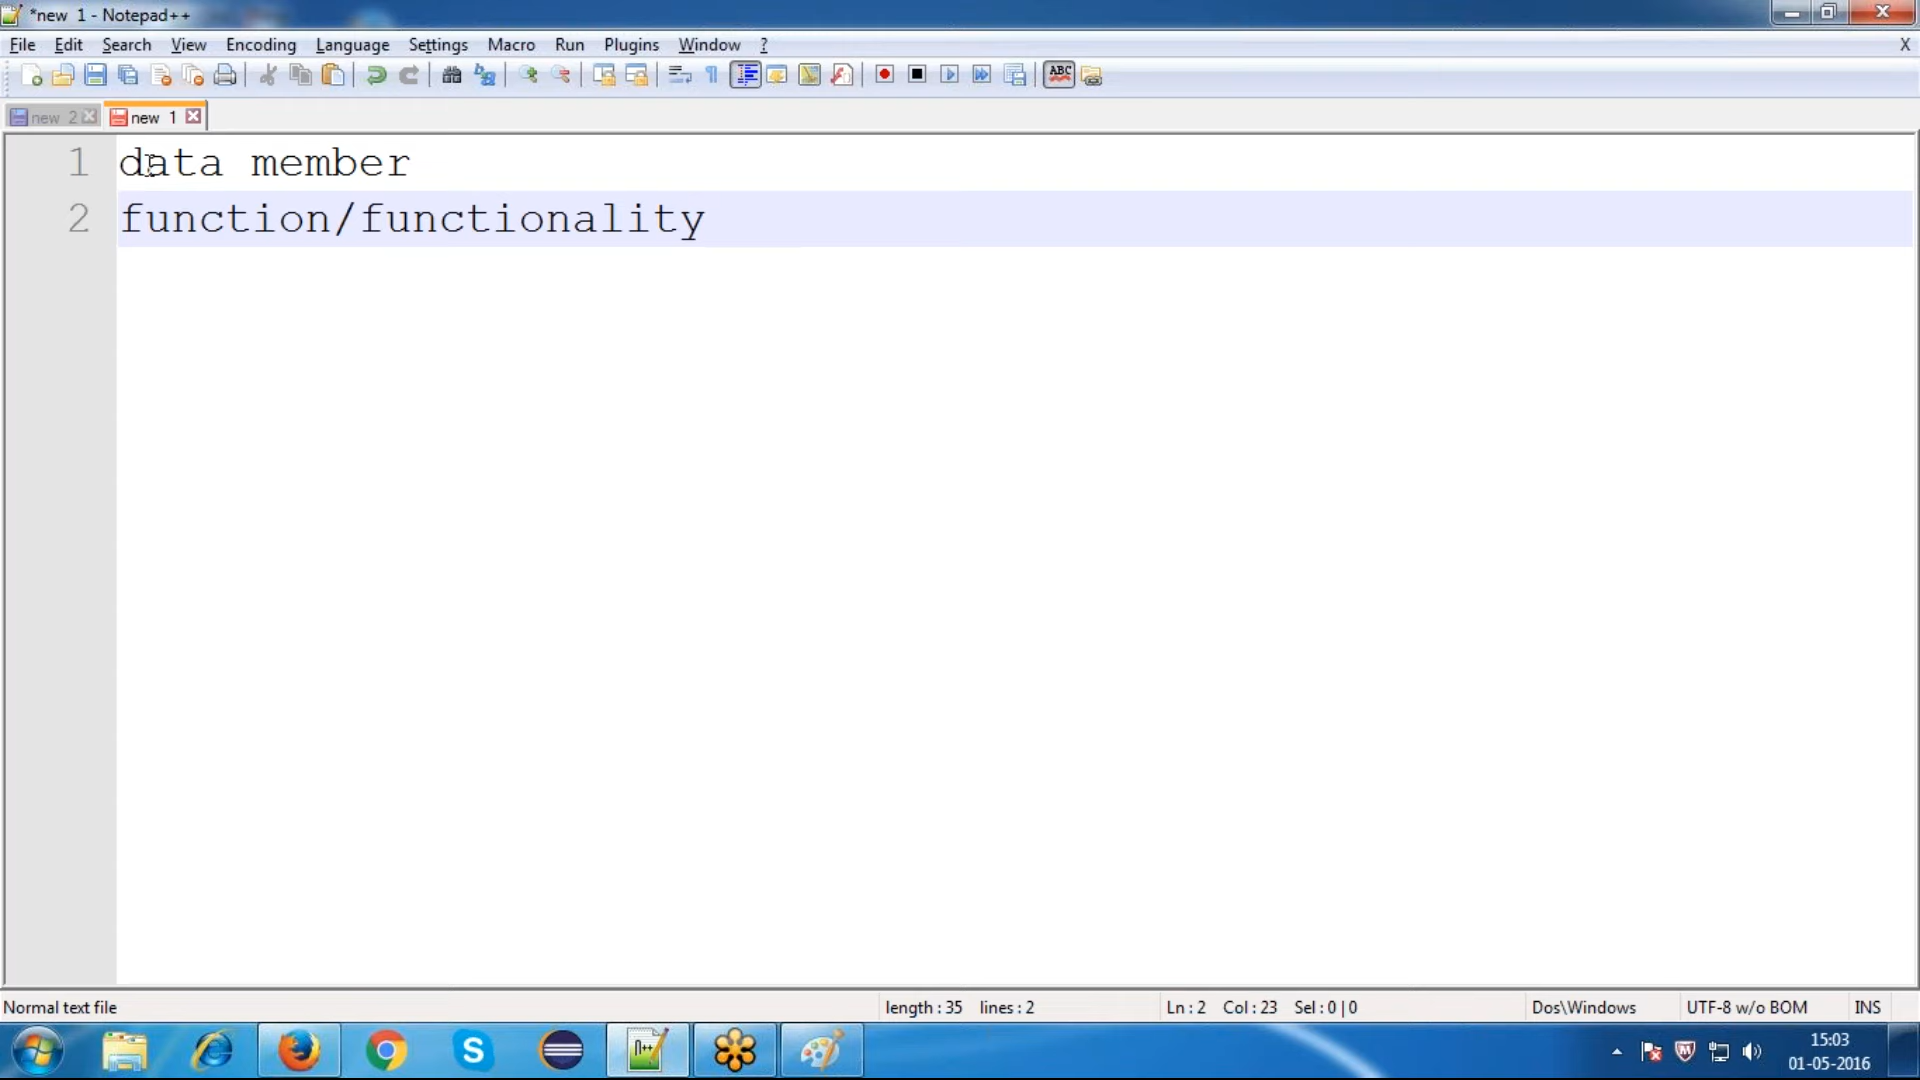 *new 1 - Notepad++
File Edit Search View Encoding Language Settings Macro Run Plugins Window ? X
ABC
new 2 new 1
1 data member
2 function/functionality
Normal text file length : 35 lines : 2 Ln : 2 Col : 23 Sel : 0 | 0 Dos\Windows UTF-8 w/o BOM INS
15:03
01-05-2016